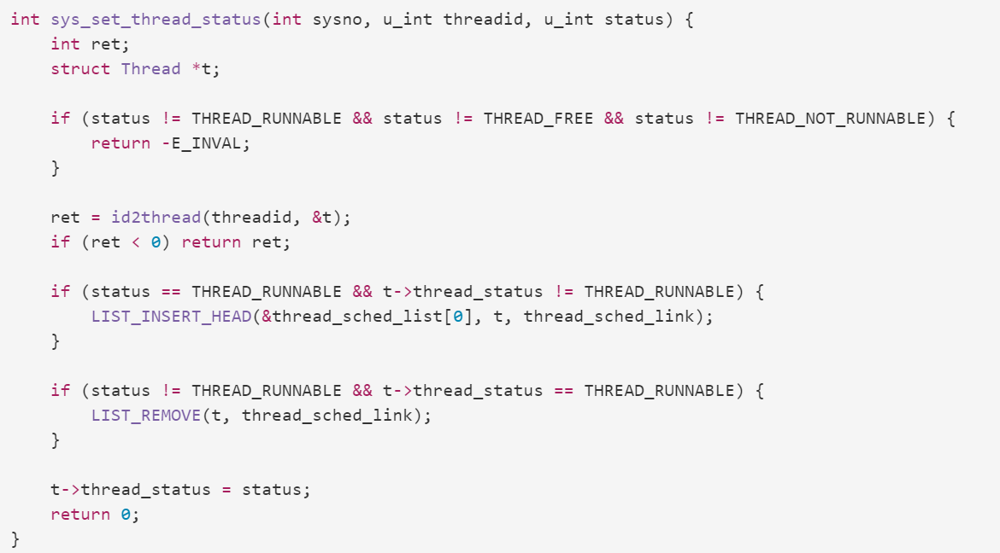 int sys_set_thread_status(int sysno, u_int threadid, u_int status) {
    int ret;
    struct Thread *t;

    if (status != THREAD_RUNNABLE && status != THREAD_FREE && status != THREAD_NOT_RUNNABLE) {
        return -E_INVAL;
    }

    ret = id2thread(threadid, &t);
    if (ret < 0) return ret;

    if (status == THREAD_RUNNABLE && t->thread_status != THREAD_RUNNABLE) {
        LIST_INSERT_HEAD(&thread_sched_list[0], t, thread_sched_link);
    }

    if (status != THREAD_RUNNABLE && t->thread_status == THREAD_RUNNABLE) {
        LIST_REMOVE(t, thread_sched_link);
    }

    t->thread_status = status;
    return 0;
}